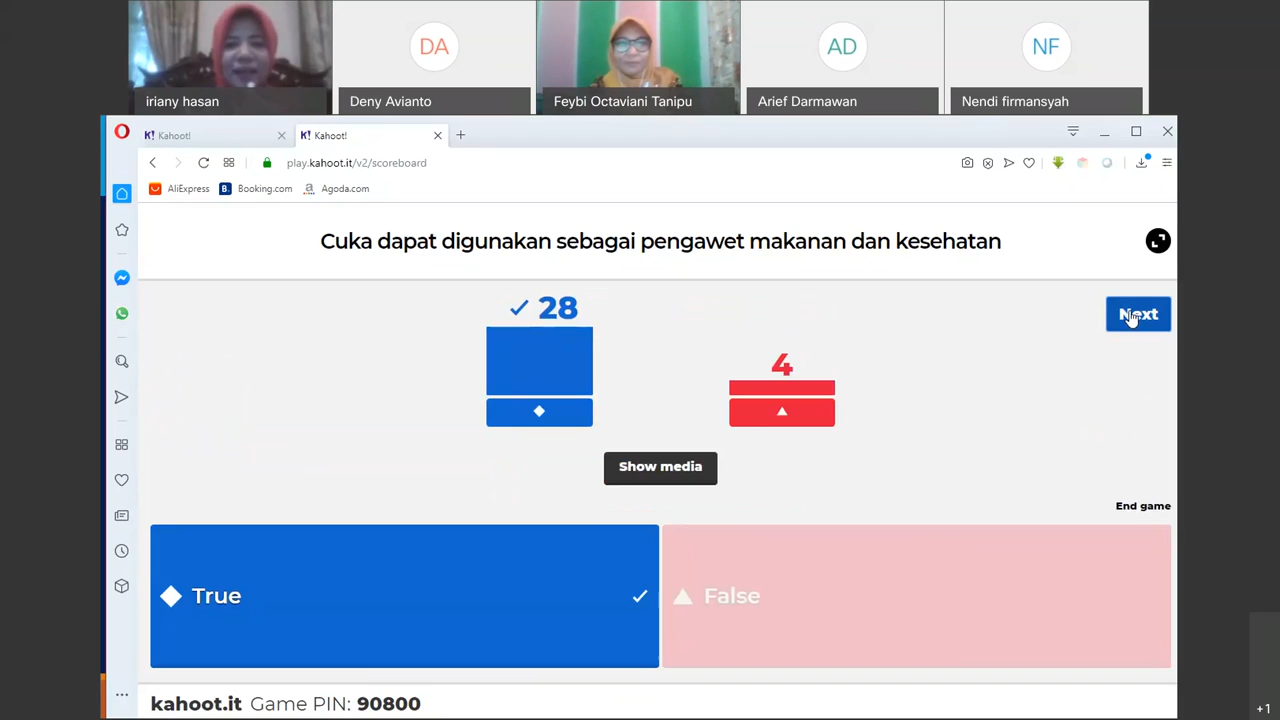 DA
AD
NF
iriany hasan
Deny Avianto
Feybi Octaviani Tanipu
Arief Darmawan
Nendi firmansyah
K! Kahoot!
K! Kahoot!
play.kahoot.it/v2/scoreboard
AliExpress
B. Booking.com
a Agoda.com
Cuka dapat digunakan sebagai pengawet makanan dan kesehatan
28
Next
4
Show media
End game
True
False
kahoot.it Game PIN: 90800
+1